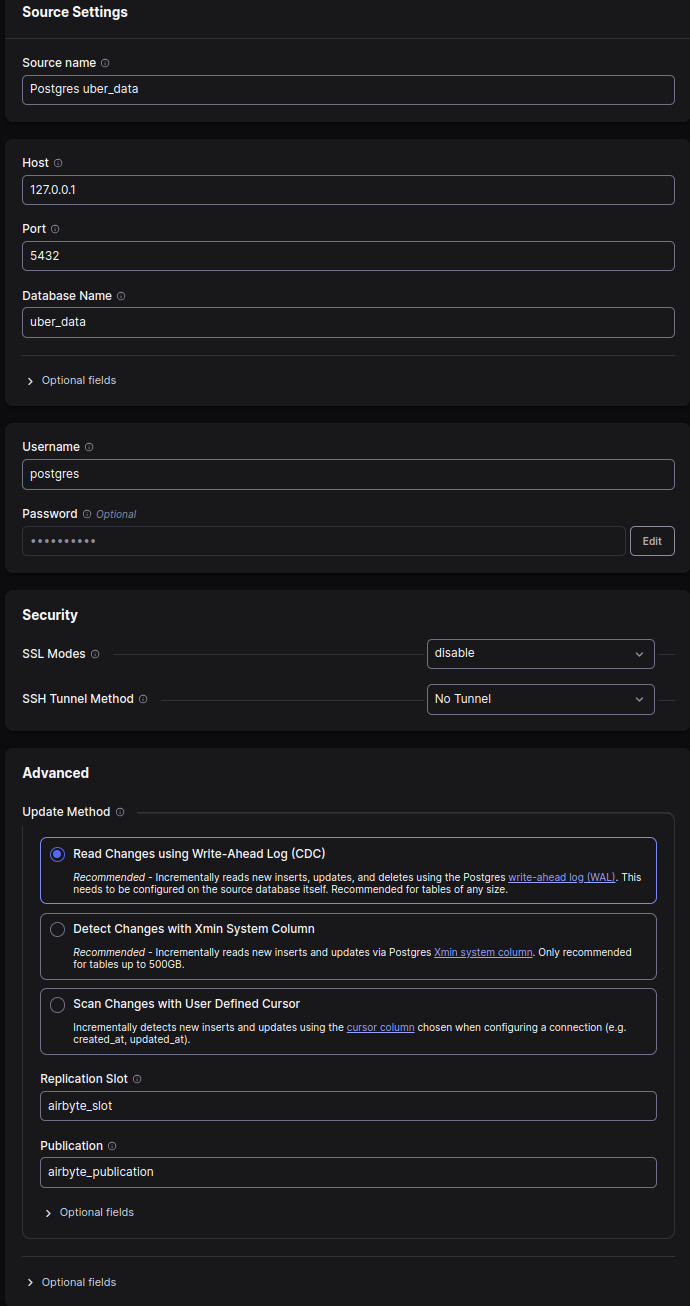 Source Settings
Source name
Postgres uber_data
Host
127.0.0.1
Port
5432
Database Name
uber_data
Optional fields
Username
postgres
Password Optional
••••••••••
Edit
Security
SSL Modes
disable
SSH Tunnel Method
No Tunnel
Advanced
Update Method
Read Changes using Write-Ahead Log (CDC)
Recommended - Incrementally reads new inserts, updates, and deletes using the Postgres write-ahead log (WAL). This
needs to be configured on the source database itself. Recommended for tables of any size.
Detect Changes with Xmin System Column
Recommended - Incrementally reads new inserts and updates via Postgres Xmin system column. Only recommended
for tables up to 500GB.
Scan Changes with User Defined Cursor
Incrementally detects new inserts and updates using the cursor column chosen when configuring a connection (e.g.
created_at, updated_at).
Replication Slot
airbyte_slot
Publication
airbyte_publication
Optional fields
Optional fields